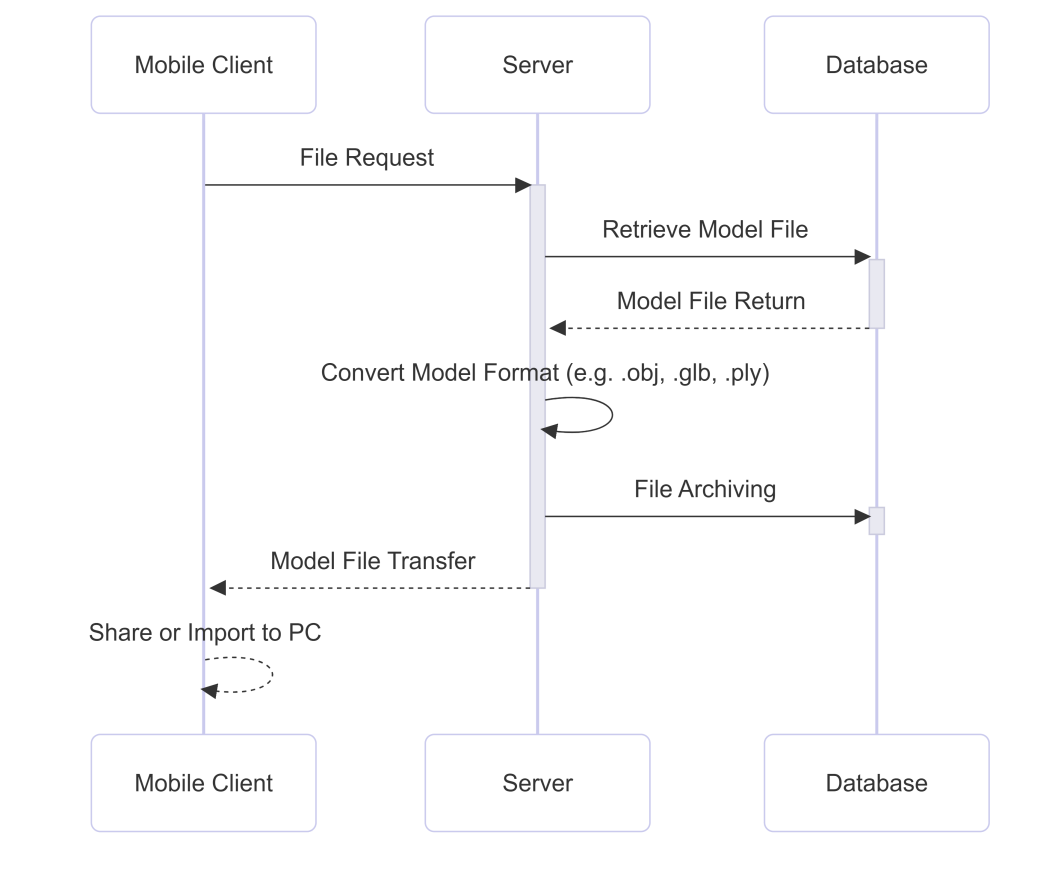 Mobile Client
Server
Database
File Request
Retrieve Model File
Model File Return
Convert Model Format (e.g. .obj, .glb, .ply)
File Archiving
Model File Transfer
Share or Import to PC
Mobile Client
Server
Database